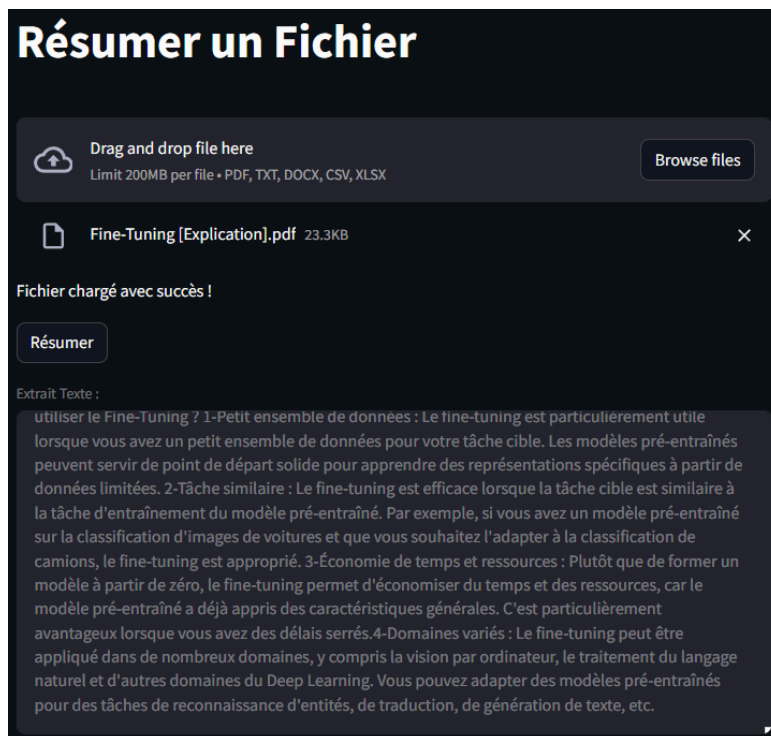 Résumer un Fichier
Drag and drop file here
Limit 200MB per file • PDF, TXT, DOCX, CSV, XLSX
Browse files
Fine-Tuning [Explication].pdf 23.3KB
Fichier chargé avec succès !
Résumer
Extrait Texte :
utiliser le Fine-Tuning ? 1-Petit ensemble de données : Le fine-tuning est particulièrement utile
lorsque vous avez un petit ensemble de données pour votre tâche cible. Les modèles pré-entraînés
peuvent servir de point de départ solide pour apprendre des représentations spécifiques à partir de
données limitées. 2-Tâche similaire : Le fine-tuning est efficace lorsque la tâche cible est similaire à
la tâche d'entraînement du modèle pré-entraîné. Par exemple, si vous avez un modèle pré-entraîné
sur la classification d'images de voitures et que vous souhaitez l'adapter à la classification de
camions, le fine-tuning est approprié. 3-Économie de temps et ressources : Plutôt que de former un
modèle à partir de zéro, le fine-tuning permet d'économiser du temps et des ressources, car le
modèle pré-entraîné a déjà appris des caractéristiques générales. C'est particulièrement
avantageux lorsque vous avez des délais serrés.4-Domaines variés : Le fine-tuning peut être
appliqué dans de nombreux domaines, y compris la vision par ordinateur, le traitement du langage
naturel et d'autres domaines du Deep Learning. Vous pouvez adapter des modèles pré-entraînés
pour des tâches de reconnaissance d'entités, de traduction, de génération de texte, etc.